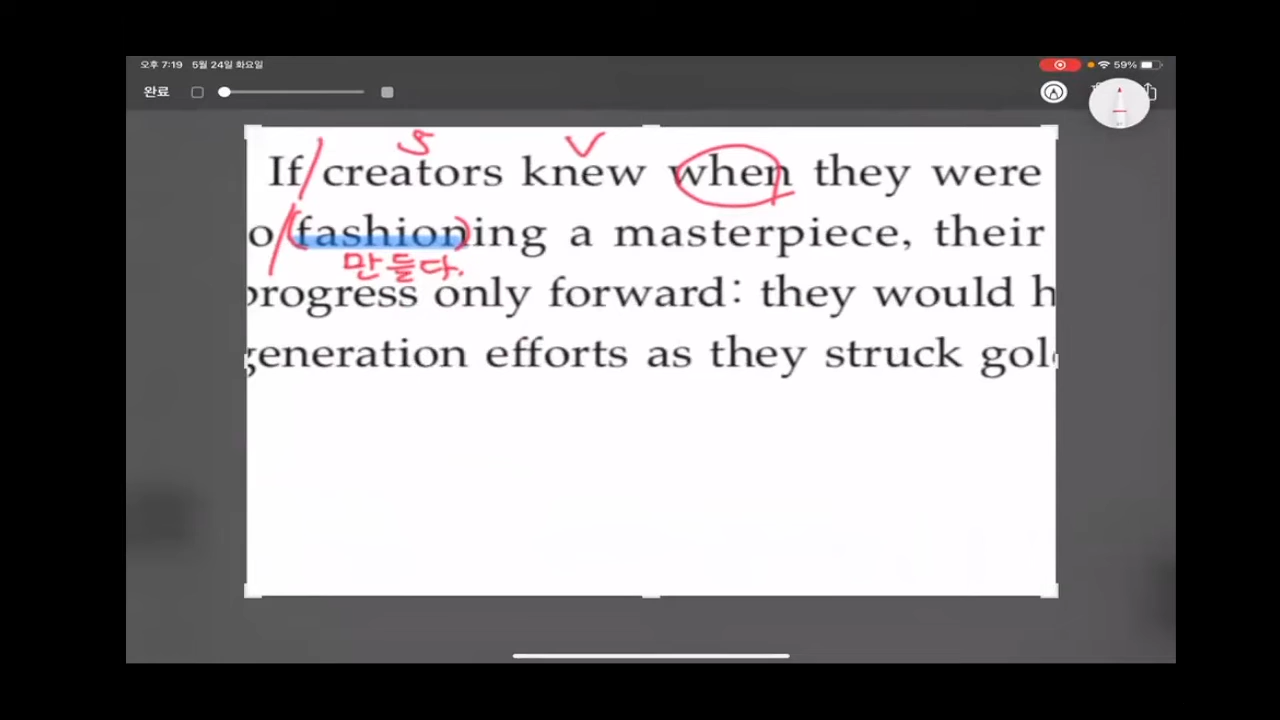 오후 7:19 5월 24일 화요일
59%
완료
S V
If creators knew when they were
fashioning a masterpiece, their
progress only forward: they would
만들다.
generation efforts as they struck